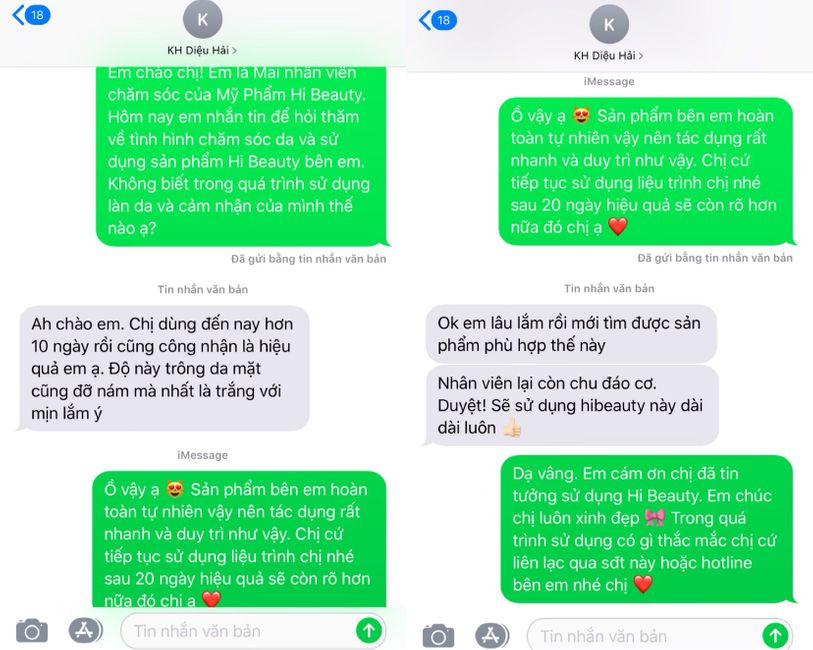 18
K
KH Diệu Hải >
Em chào chị! Em là Mai nhân viên
chăm sóc của Mỹ Phẩm Hi Beauty.
Hôm nay em nhắn tin để hỏi thăm
về tình hình chăm sóc da và sử
dụng sản phẩm Hi Beauty bên em.
Không biết trong quá trình sử dụng
làn da và cảm nhận của mình thế
nào ạ?
Đã gửi bằng tin nhắn văn bản
Tin nhắn văn bản
Ah chào em. Chị dùng đến nay hơn
10 ngày rồi cũng công nhận là hiệu
quả em ạ. Độ này trông da mặt
cũng đỡ nám mà nhất là trắng với
mịn lắm ý
iMessage
Ồ vậy ạ 😻 Sản phẩm bên em hoàn
toàn tự nhiên vậy nên tác dụng rất
nhanh và duy trì như vậy. Chị cứ
tiếp tục sử dụng liệu trình chị nhé
sau 20 ngày hiệu quả sẽ còn rõ hơn
nữa đó chị ạ ❤️
Tin nhắn văn bản
18
K
KH Diệu Hải >
iMessage
Ồ vậy ạ 😻 Sản phẩm bên em hoàn
toàn tự nhiên vậy nên tác dụng rất
nhanh và duy trì như vậy. Chị cứ
tiếp tục sử dụng liệu trình chị nhé
sau 20 ngày hiệu quả sẽ còn rõ hơn
nữa đó chị ạ ❤️
Đã gửi bằng tin nhắn văn bản
Tin nhắn văn bản
Ok em lâu lắm rồi mới tìm được sản
phẩm phù hợp thế này
Nhân viên lại còn chu đáo cơ.
Duyệt! Sẽ sử dụng hibeauty này dài
dài luôn 👍🏻
Dạ vâng. Em cám ơn chị đã tin
tưởng sử dụng Hi Beauty. Em chúc
chị luôn xinh đẹp 🎀 Trong quá
trình sử dụng có gì thắc mắc chị cứ
liên lạc qua sđt này hoặc hotline
bên em nhé chị ❤️
Tin nhắn văn bản